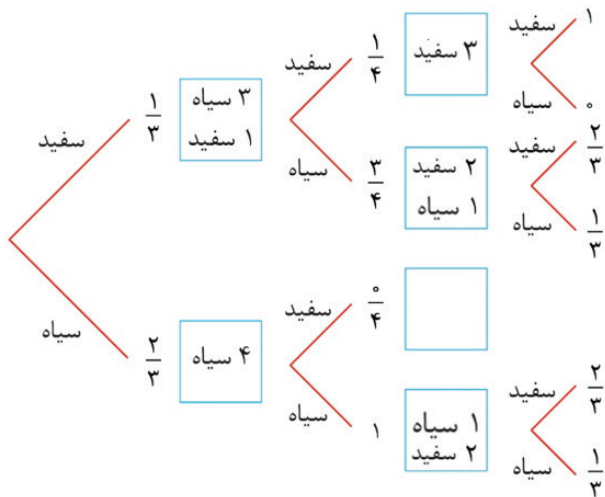 سفید
۱/۳
۳ سیاه
۱ سفید
سفید
۱/۴
۳ سفید
سفید
۱
سیاه
۰
سیاه
۳/۴
۲ سفید
۱ سیاه
سفید
۲/۳
سیاه
۱/۳
سیاه
۲/۳
۴ سیاه
سفید
۰/۴
سیاه
۱
۱ سیاه
۲ سفید
سفید
۲/۳
سیاه
۱/۳